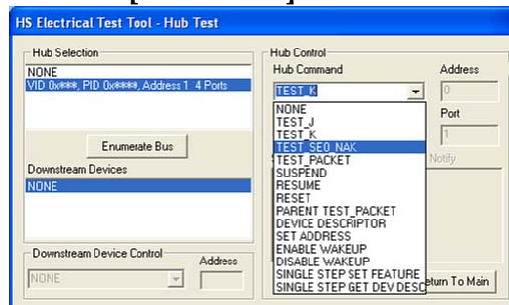 HS Electrical Test Tool - Hub Test
Hub Selection
NONE
VID 0x***, PID 0x****, Address 1 4 Ports
Enumerate Bus
Downstream Devices
NONE
Downstream Device Control
Address
NONE
Hub Control
Hub Command
Address
TEST_K
0
Port
1
NONE
TEST_J
TEST_K
TEST_SE0_NAK
TEST_PACKET
SUSPEND
RESUME
RESET
PARENT TEST_PACKET
DEVICE DESCRIPTOR
SET ADDRESS
ENABLE WAKEUP
DISABLE WAKEUP
SINGLE STEP SET FEATURE
SINGLE STEP GET DEV DESC
Notify
eturn To Main